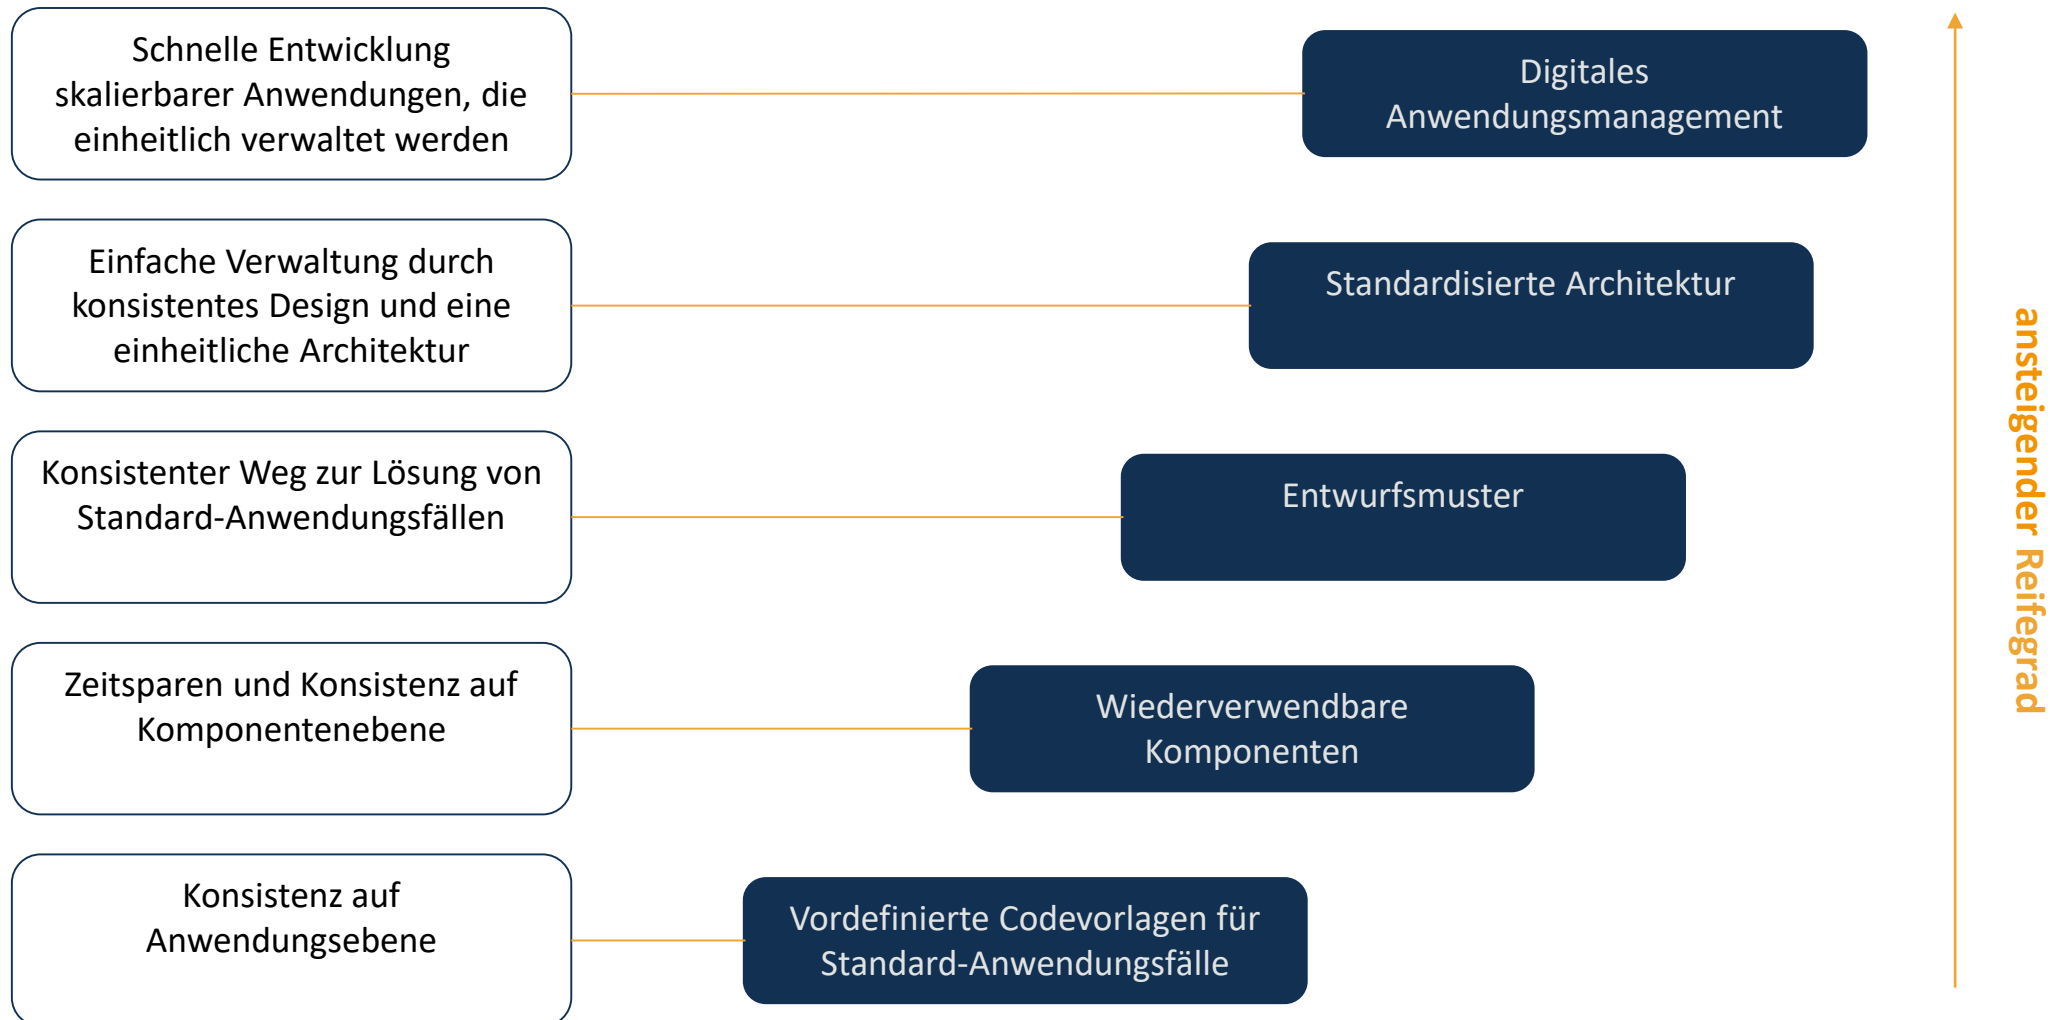 Schnelle Entwicklung
skalierbarer Anwendungen, die
einheitlich verwaltet werden
Digitales
Anwendungsmanagement
Einfache Verwaltung durch
konsistentes Design und eine
einheitliche Architektur
Standardisierte Architektur
Konsistenter Weg zur Lösung von
Standard-Anwendungsfällen
Entwurfsmuster
Zeitsparen und Konsistenz auf
Komponentenebene
Wiederverwendbare
Komponenten
Konsistenz auf
Anwendungsebene
Vordefinierte Codevorlagen für
Standard-Anwendungsfälle
ansteigender Reifegrad